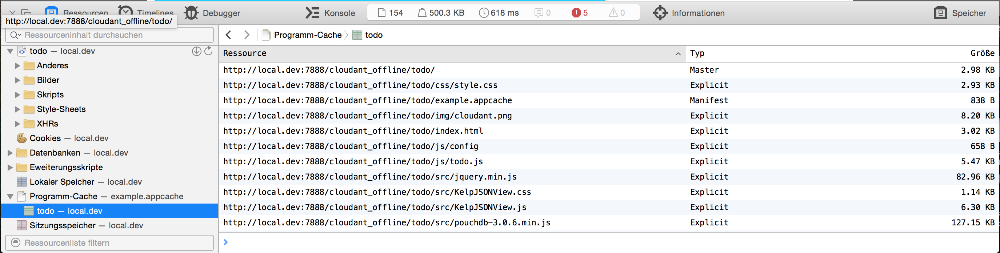 Ressourcen Timelines Debugger Konsole 154 500.3 KB 618 ms 0 5 0 Informationen Speicher
http://local.dev:7888/cloudant_offline/todo/
Ressourceninhalt durchsuchen
todo — local.dev
Anderes
Bilder
Skripts
Style-Sheets
XHRs
Cookies — local.dev
Datenbanken — local.dev
Eweiterungsskripte
Lokaler Speicher — local.dev
Programm-Cache — example.appcache
todo — local.dev
Sitzungsspeicher — local.dev
Ressourcenliste filtern
Programm-Cache todo
Ressource Typ Größe
http://local.dev:7888/cloudant_offline/todo/ Master 2.98 KB
http://local.dev:7888/cloudant_offline/todo/css/style.css Explicit 2.93 KB
http://local.dev:7888/cloudant_offline/todo/example.appcache Manifest 838 B
http://local.dev:7888/cloudant_offline/todo/img/cloudant.png Explicit 8.20 KB
http://local.dev:7888/cloudant_offline/todo/index.html Explicit 3.02 KB
http://local.dev:7888/cloudant_offline/todo/js/config Explicit 658 B
http://local.dev:7888/cloudant_offline/todo/js/todo.js Explicit 5.47 KB
http://local.dev:7888/cloudant_offline/todo/src/jquery.min.js Explicit 82.96 KB
http://local.dev:7888/cloudant_offline/todo/src/KelpJSONView.css Explicit 1.14 KB
http://local.dev:7888/cloudant_offline/todo/src/KelpJSONView.js Explicit 6.30 KB
http://local.dev:7888/cloudant_offline/todo/src/pouchdb-3.0.6.min.js Explicit 127.15 KB